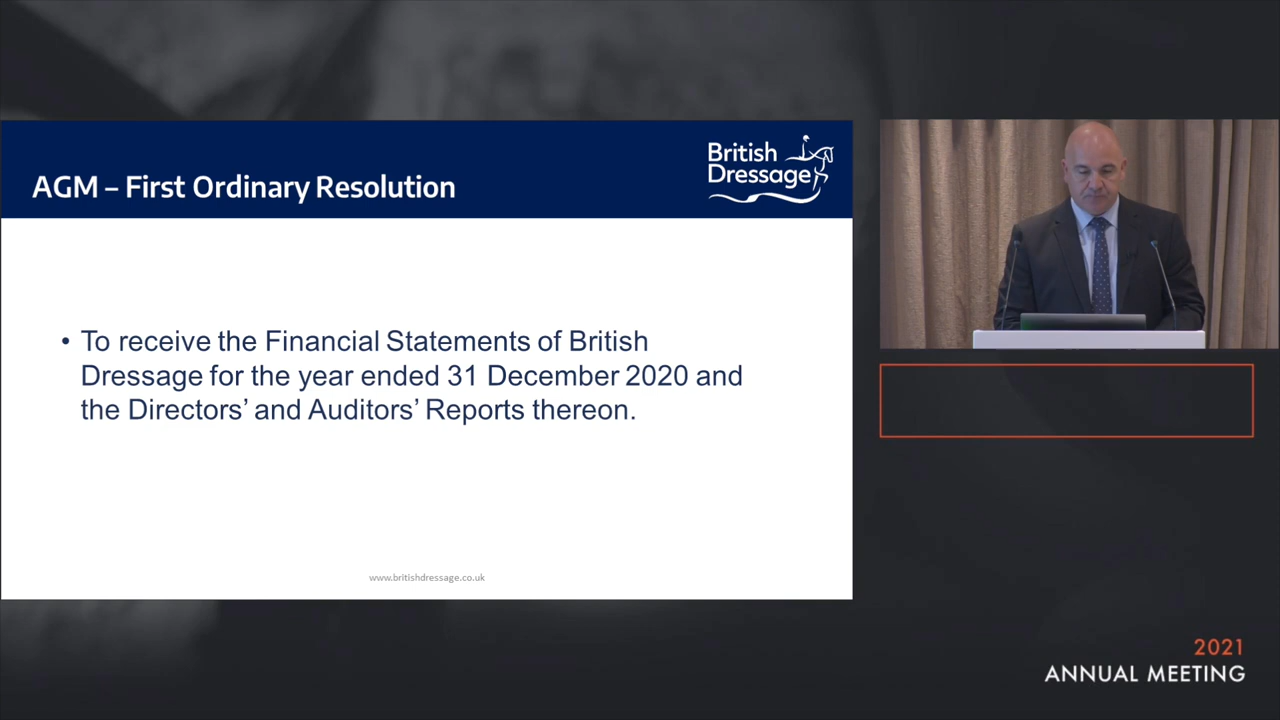 AGM – First Ordinary Resolution
British
Dressage
• To receive the Financial Statements of British
Dressage for the year ended 31 December 2020 and
the Directors’ and Auditors’ Reports thereon.
www.britishdressage.co.uk
2021
ANNUAL MEETING